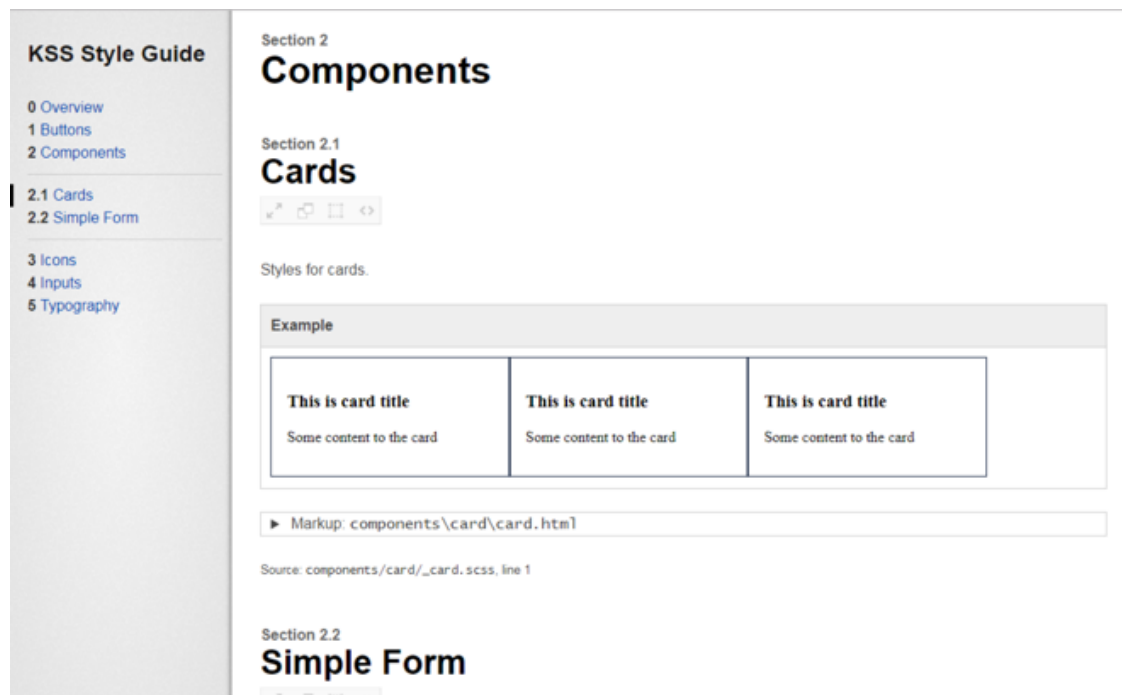 KSS Style Guide
0 Overview
1 Buttons
2 Components
2.1 Cards
2.2 Simple Form
3 Icons
4 Inputs
5 Typography
Section 2
Components
Section 2.1
Cards
Styles for cards.
Example
This is card title
Some content to the card
This is card title
Some content to the card
This is card title
Some content to the card
Markup: components\card\card.html
Source: components/card/_card.scss, line 1
Section 2.2
Simple Form